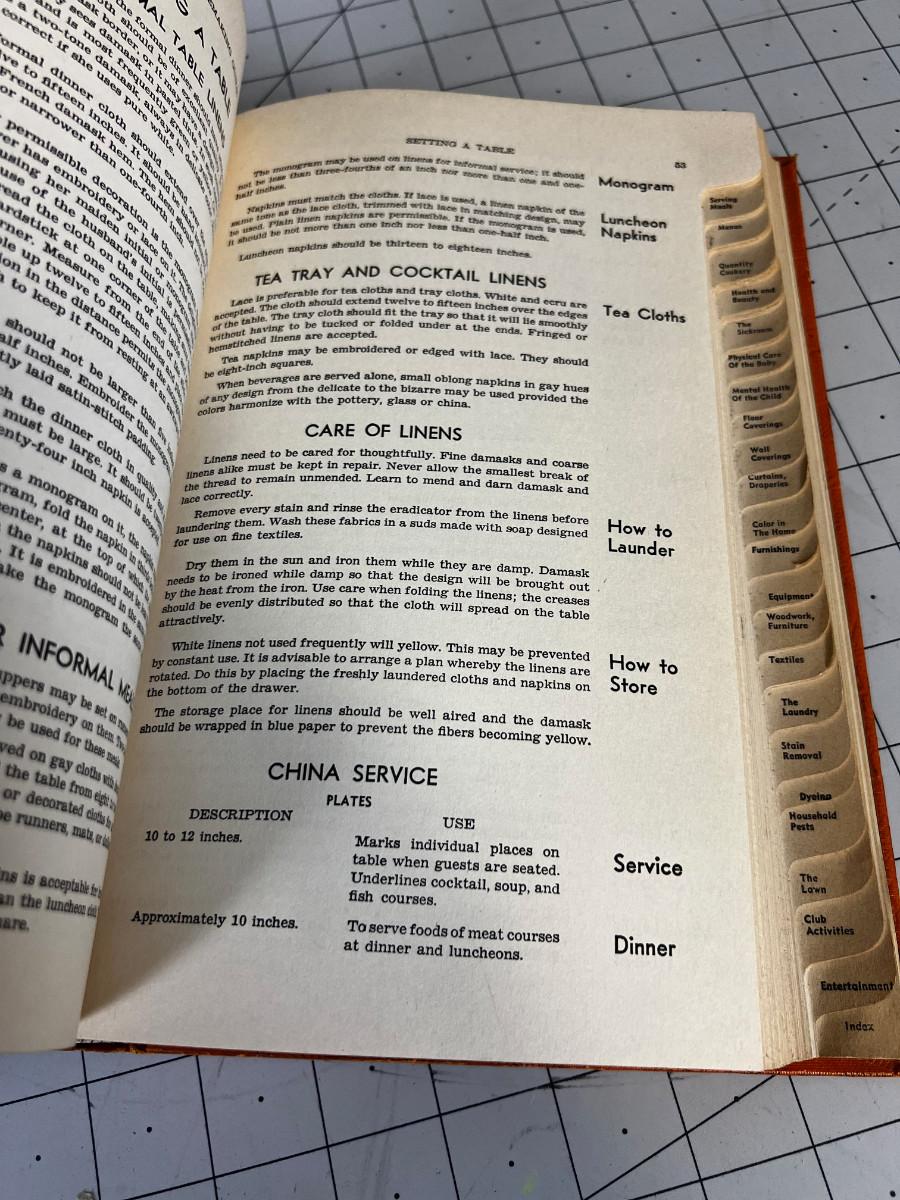 SETTING A TABLE
53
The monogram may be used on linens for informal service; it should
not be less than three-fourths of an inch nor more than one and one-
half inches.
Monogram
Napkins must match the cloths. If lace is used, a linen napkin of the
same tone as the lace cloth, trimmed with lace in matching design, may
be used. Plain linen napkins are permissible. If the monogram is used,
it should be not more than one inch nor less than one-half inch.
Luncheon
Napkins
Luncheon napkins should be thirteen to eighteen inches.
TEA TRAY AND COCKTAIL LINENS
Lace is preferable for tea cloths and tray cloths. White and ecru are
accepted. The cloth should extend twelve to fifteen inches over the edges
of the table. The tray cloth should fit the tray so that it will lie smoothly
without having to be tucked or folded under at the ends. Fringed or
hemstitched linens are accepted.
Tea Cloths
Tea napkins may be embroidered or edged with lace. They should
be eight-inch squares.
When beverages are served alone, small oblong napkins in gay hues
of any design from the delicate to the bizarre may be used provided the
colors harmonize with the pottery, glass or china.
CARE OF LINENS
Linens need to be cared for thoughtfully. Fine damasks and coarse
linens alike must be kept in repair. Never allow the smallest break of
the thread to remain unmended. Learn to mend and darn damask and
lace correctly.
Remove every stain and rinse the eradicator from the linens before
laundering them. Wash these fabrics in a suds made with soap designed
for use on fine textiles.
How to
Launder
Dry them in the sun and iron them while they are damp. Damask
needs to be ironed while damp so that the design will be brought out
by the heat from the iron. Use care when folding the linens; the creases
should be evenly distributed so that the cloth will spread on the table
attractively.
White linens not used frequently will yellow. This may be prevented
by constant use. It is advisable to arrange a plan whereby the linens are
rotated. Do this by placing the freshly laundered cloths and napkins on
the bottom of the drawer.
How to
Store
The storage place for linens should be well aired and the damask
should be wrapped in blue paper to prevent the fibers becoming yellow.
CHINA SERVICE
PLATES
DESCRIPTION
USE
10 to 12 inches.
Marks individual places on
table when guests are seated.
Underlines cocktail, soup, and
fish courses.
Service
Approximately 10 inches.
To serve foods of meat courses
at dinner and luncheons.
Dinner
Serving
Meals
Menus
Quantity
Cookery
Health and
Beauty
The
Sickroom
Physical Care
Of the Baby
Mental Health
Of the Child
Floor
Coverings
Wall
Coverings
Curtains,
Draperies
Color in
The Home
Furnishings
Equipment
Woodwork,
Furniture
Textiles
The
Laundry
Stain
Removal
Dyeing
Household
Pests
The
Lawn
Club
Activities
Entertainment
Index